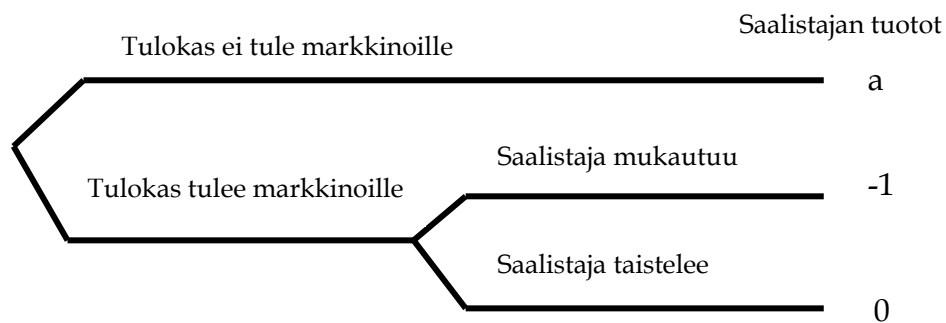 Saalistajan tuotot
Tulokas ei tule markkinoille
a
Saalistaja mukautuu
Tulokas tulee markkinoille
-1
Saalistaja taistelee
0